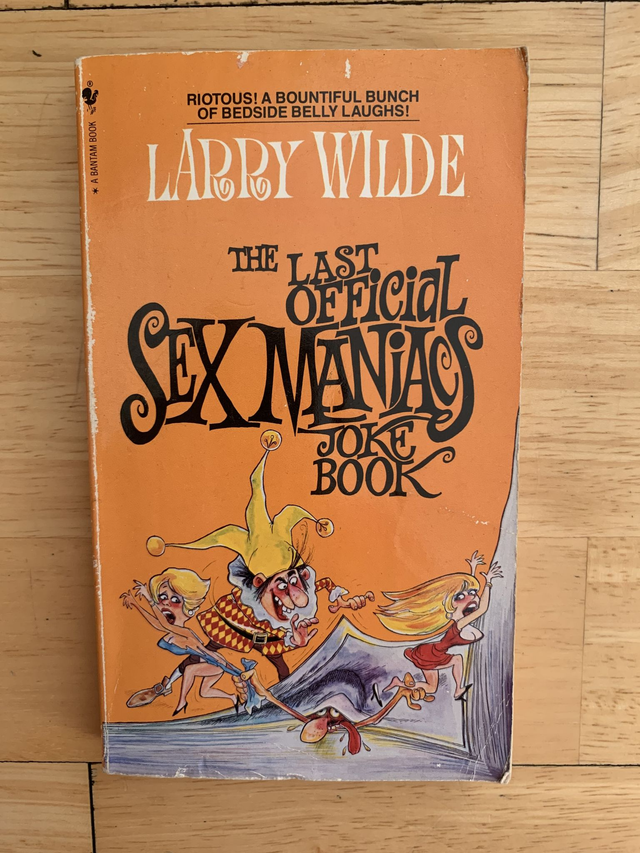 RIOTOUS! A BOUNTIFUL BUNCH
OF BEDSIDE BELLY LAUGHS!
LARRY WILDE
THE LAST
OFFICIAL
SEX MANIACS
JOKE
BOOK
* A BANTAM BOOK
®